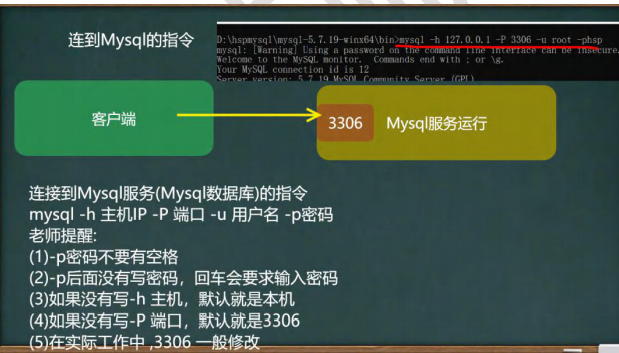 连到Mysql的指令
D:\hspmysql\mysql-5.7.19-winx64\bin>mysql -h 127.0.0.1 -P 3306 -u root -phsp
mysql: [Warning] Using a password on the command line interface can be insecure.
Welcome to the MySQL monitor.  Commands end with ; or \g.
Your MySQL connection id is 12
Server version: 5.7.19 MySQL Community Server (GPL)
客户端
3306 Mysql服务运行
连接到Mysql服务(Mysql数据库)的指令
mysql -h 主机IP -P 端口 -u 用户名 -p密码
老师提醒:
(1)-p密码不要有空格
(2)-p后面没有写密码，回车会要求输入密码
(3)如果没有写-h 主机，默认就是本机
(4)如果没有写-P 端口，默认就是3306
(5)在实际工作中 ,3306 一般修改